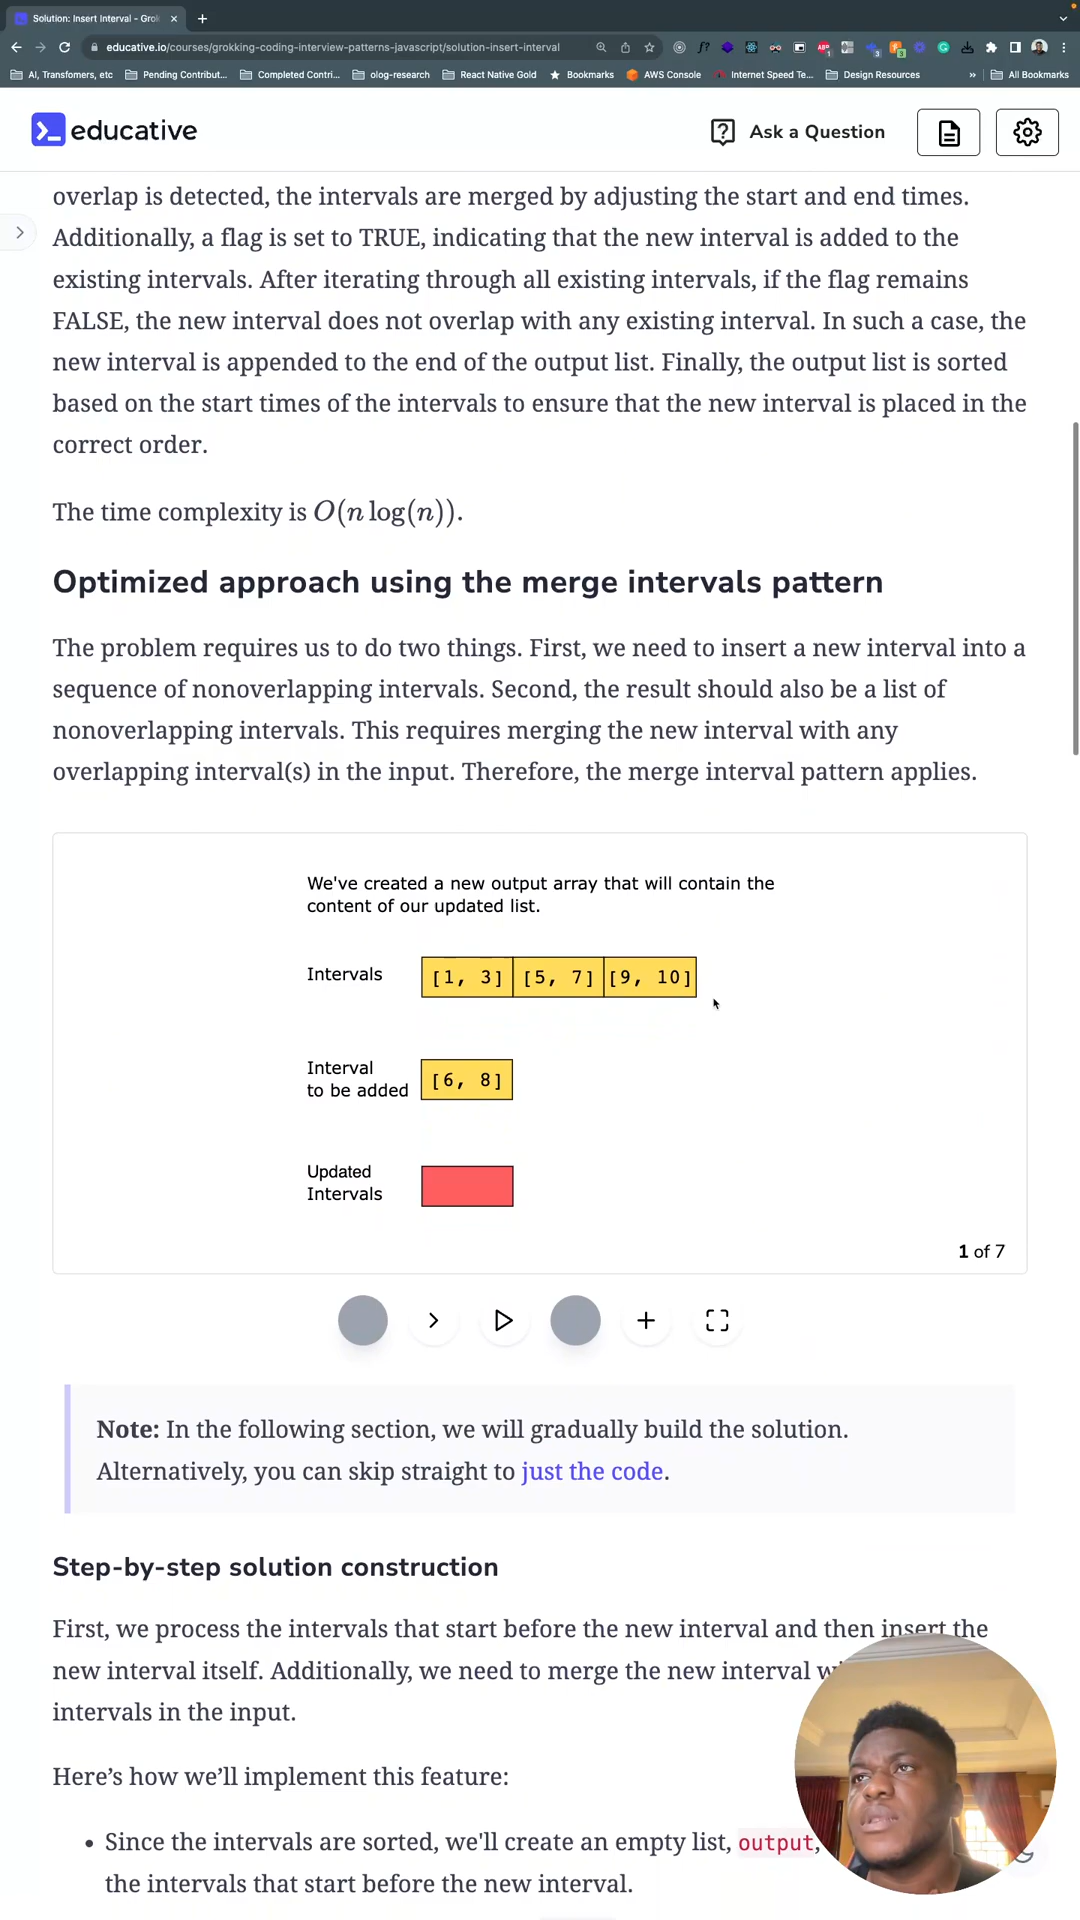 Solution: Insert Interval - Grok
educative.io/courses/grokking-coding-interview-patterns-javascript/solution-insert-interval
AI, Transfomers, etc
Pending Contribut...
Completed Contri...
olog-research
React Native Gold
Bookmarks
AWS Console
Internet Speed Te...
Design Resources
»
All Bookmarks
educative
Ask a Question
overlap is detected, the intervals are merged by adjusting the start and end times.
Additionally, a flag is set to TRUE, indicating that the new interval is added to the
existing intervals. After iterating through all existing intervals, if the flag remains
FALSE, the new interval does not overlap with any existing interval. In such a case, the
new interval is appended to the end of the output list. Finally, the output list is sorted
based on the start times of the intervals to ensure that the new interval is placed in the
correct order.
The time complexity is O(n log(n)).
Optimized approach using the merge intervals pattern
The problem requires us to do two things. First, we need to insert a new interval into a
sequence of nonoverlapping intervals. Second, the result should also be a list of
nonoverlapping intervals. This requires merging the new interval with any
overlapping interval(s) in the input. Therefore, the merge interval pattern applies.
We've created a new output array that will contain the
content of our updated list.
Intervals [1, 3] [5, 7] [9, 10]
Interval
to be added [6, 8]
Updated
Intervals
1 of 7
Note: In the following section, we will gradually build the solution.
Alternatively, you can skip straight to just the code.
Step-by-step solution construction
First, we process the intervals that start before the new interval and then insert the
new interval itself. Additionally, we need to merge the new interval
intervals in the input.
Here’s how we’ll implement this feature:
• Since the intervals are sorted, we'll create an empty list, output,
the intervals that start before the new interval.